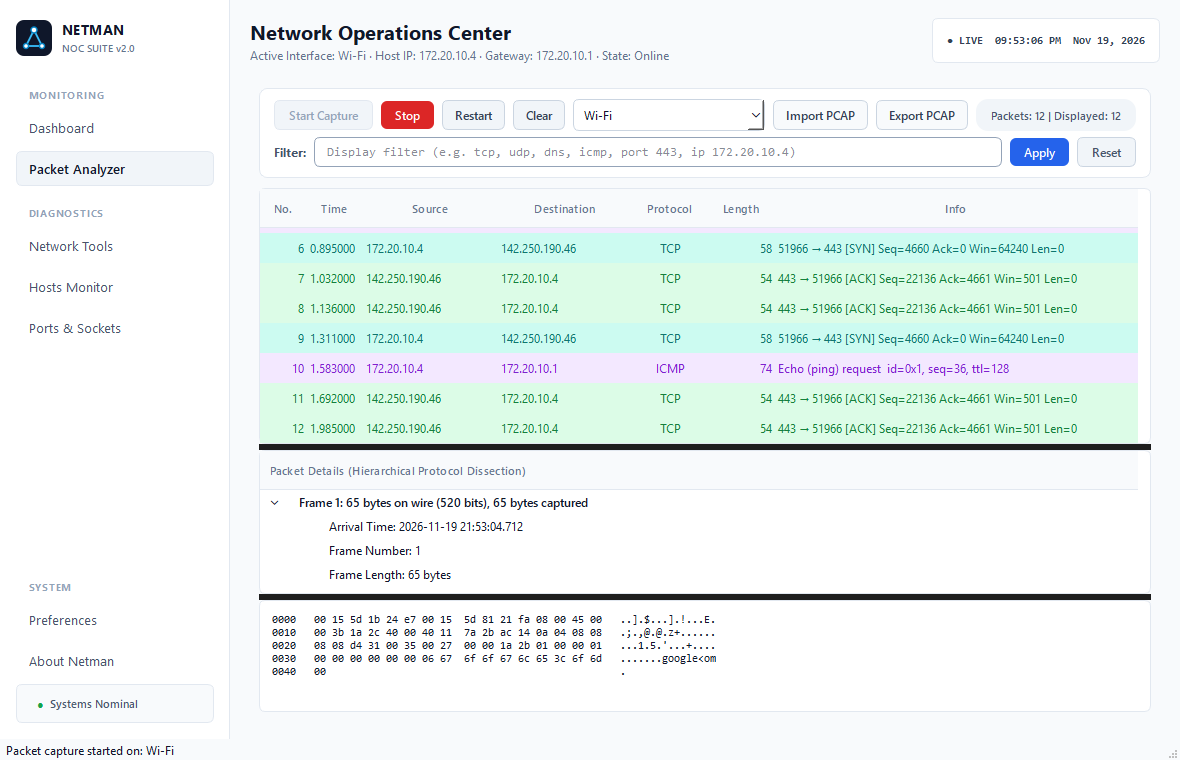 NETMAN
NOC SUITE v2.0
MONITORING
Dashboard
Packet Analyzer
DIAGNOSTICS
Network Tools
Hosts Monitor
Ports & Sockets
SYSTEM
Preferences
About Netman
● Systems Nominal
Network Operations Center
Active Interface: Wi-Fi · Host IP: 172.20.10.4 · Gateway: 172.20.10.1 · State: Online
● LIVE 09:53:06 PM Nov 19, 2026
Start Capture Stop Restart Clear Wi-Fi Import PCAP Export PCAP Packets: 12 | Displayed: 12
Filter: Display filter (e.g. tcp, udp, dns, icmp, port 443, ip 172.20.10.4) Apply Reset
No. Time Source Destination Protocol Length Info
6 0.895000 172.20.10.4 142.250.190.46 TCP 58 51966 → 443 [SYN] Seq=4660 Ack=0 Win=64240 Len=0
7 1.032000 142.250.190.46 172.20.10.4 TCP 54 443 → 51966 [ACK] Seq=22136 Ack=4661 Win=501 Len=0
8 1.136000 142.250.190.46 172.20.10.4 TCP 54 443 → 51966 [ACK] Seq=22136 Ack=4661 Win=501 Len=0
9 1.311000 172.20.10.4 142.250.190.46 TCP 58 51966 → 443 [SYN] Seq=4660 Ack=0 Win=64240 Len=0
10 1.583000 172.20.10.4 172.20.10.1 ICMP 74 Echo (ping) request id=0x1, seq=36, ttl=128
11 1.692000 142.250.190.46 172.20.10.4 TCP 54 443 → 51966 [ACK] Seq=22136 Ack=4661 Win=501 Len=0
12 1.985000 142.250.190.46 172.20.10.4 TCP 54 443 → 51966 [ACK] Seq=22136 Ack=4661 Win=501 Len=0
Packet Details (Hierarchical Protocol Dissection)
Frame 1: 65 bytes on wire (520 bits), 65 bytes captured
Arrival Time: 2026-11-19 21:53:04.712
Frame Number: 1
Frame Length: 65 bytes
0000 00 15 5d 1b 24 e7 00 15 5d 81 21 fa 08 00 45 00 ..].$...].!...E.
0010 00 3b 1a 2c 40 00 40 11 7a 2b ac 14 0a 04 08 08 .;.,@.@.z+......
0020 08 08 d4 31 00 35 00 27 00 00 1a 2b 01 00 00 01 ...1.5.'...+....
0030 00 00 00 00 00 00 06 67 6f 6f 67 6c 65 3c 6f 6d .......google<om
0040 00 .
Packet capture started on: Wi-Fi